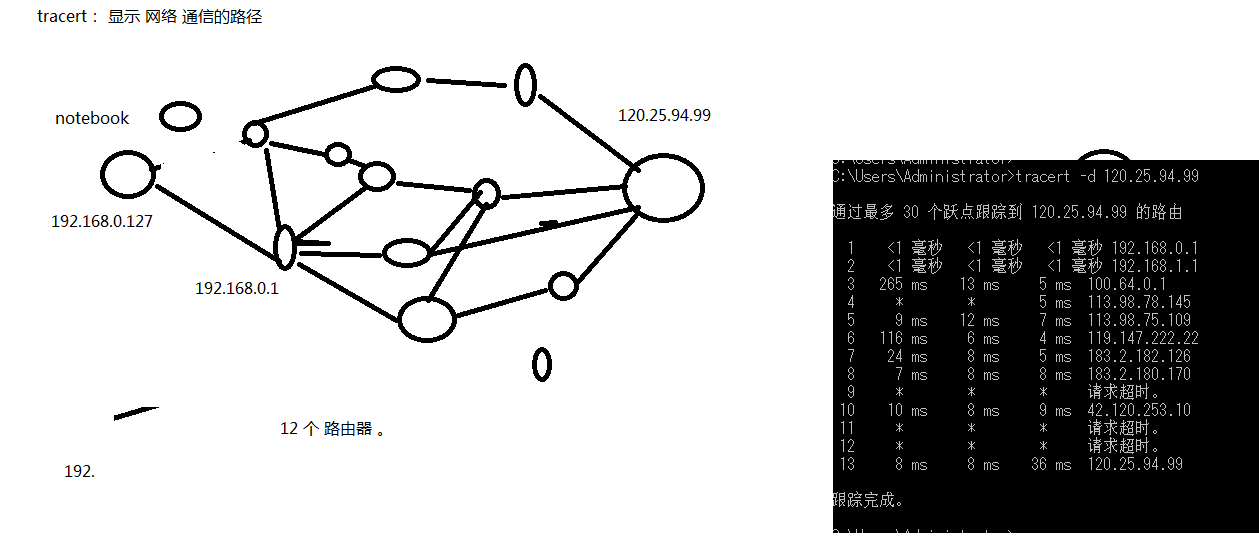 tracert： 显示 网络 通信的路径
notebook
120.25.94.99
192.168.0.127
192.168.0.1
12 个 路由器 。
192.
C:\Users\Administrator>tracert -d 120.25.94.99
通过最多 30 个跃点跟踪到 120.25.94.99 的路由
1 <1 毫秒 <1 毫秒 <1 毫秒 192.168.0.1
2 <1 毫秒 <1 毫秒 <1 毫秒 192.168.1.1
3 265 ms 13 ms 5 ms 100.64.0.1
4 * * 5 ms 113.98.78.145
5 9 ms 12 ms 7 ms 113.98.75.109
6 116 ms 6 ms 4 ms 119.147.222.22
7 24 ms 8 ms 5 ms 183.2.182.126
8 7 ms 8 ms 8 ms 183.2.180.170
9 * * * 请求超时。
10 10 ms 8 ms 9 ms 42.120.253.10
11 * * * 请求超时。
12 * * * 请求超时。
13 8 ms 8 ms 36 ms 120.25.94.99
跟踪完成。